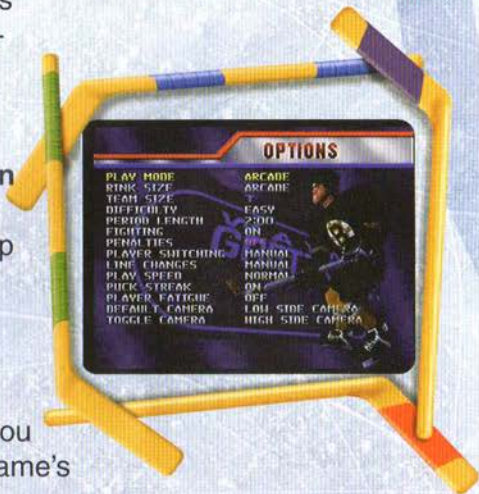 s
n
p
OPTIONS
PLAY MODE ARCADE
RINK SIZE ARCADE
TEAM SIZE
DIFFICULTY EASY
PERIOD LENGTH 2:00
FIGHTING ON
PENALTIES
PLAYER SWITCHING MANUAL
LINE CHANGES MANUAL
PLAY SPEED NORMAL
PUCK STREAK ON
PLAYER FATIGUE OFF
DEFAULT CAMERA LOW SIDE CAMERA
TOGGLE CAMERA HIGH SIDE CAMERA
ou
ame's